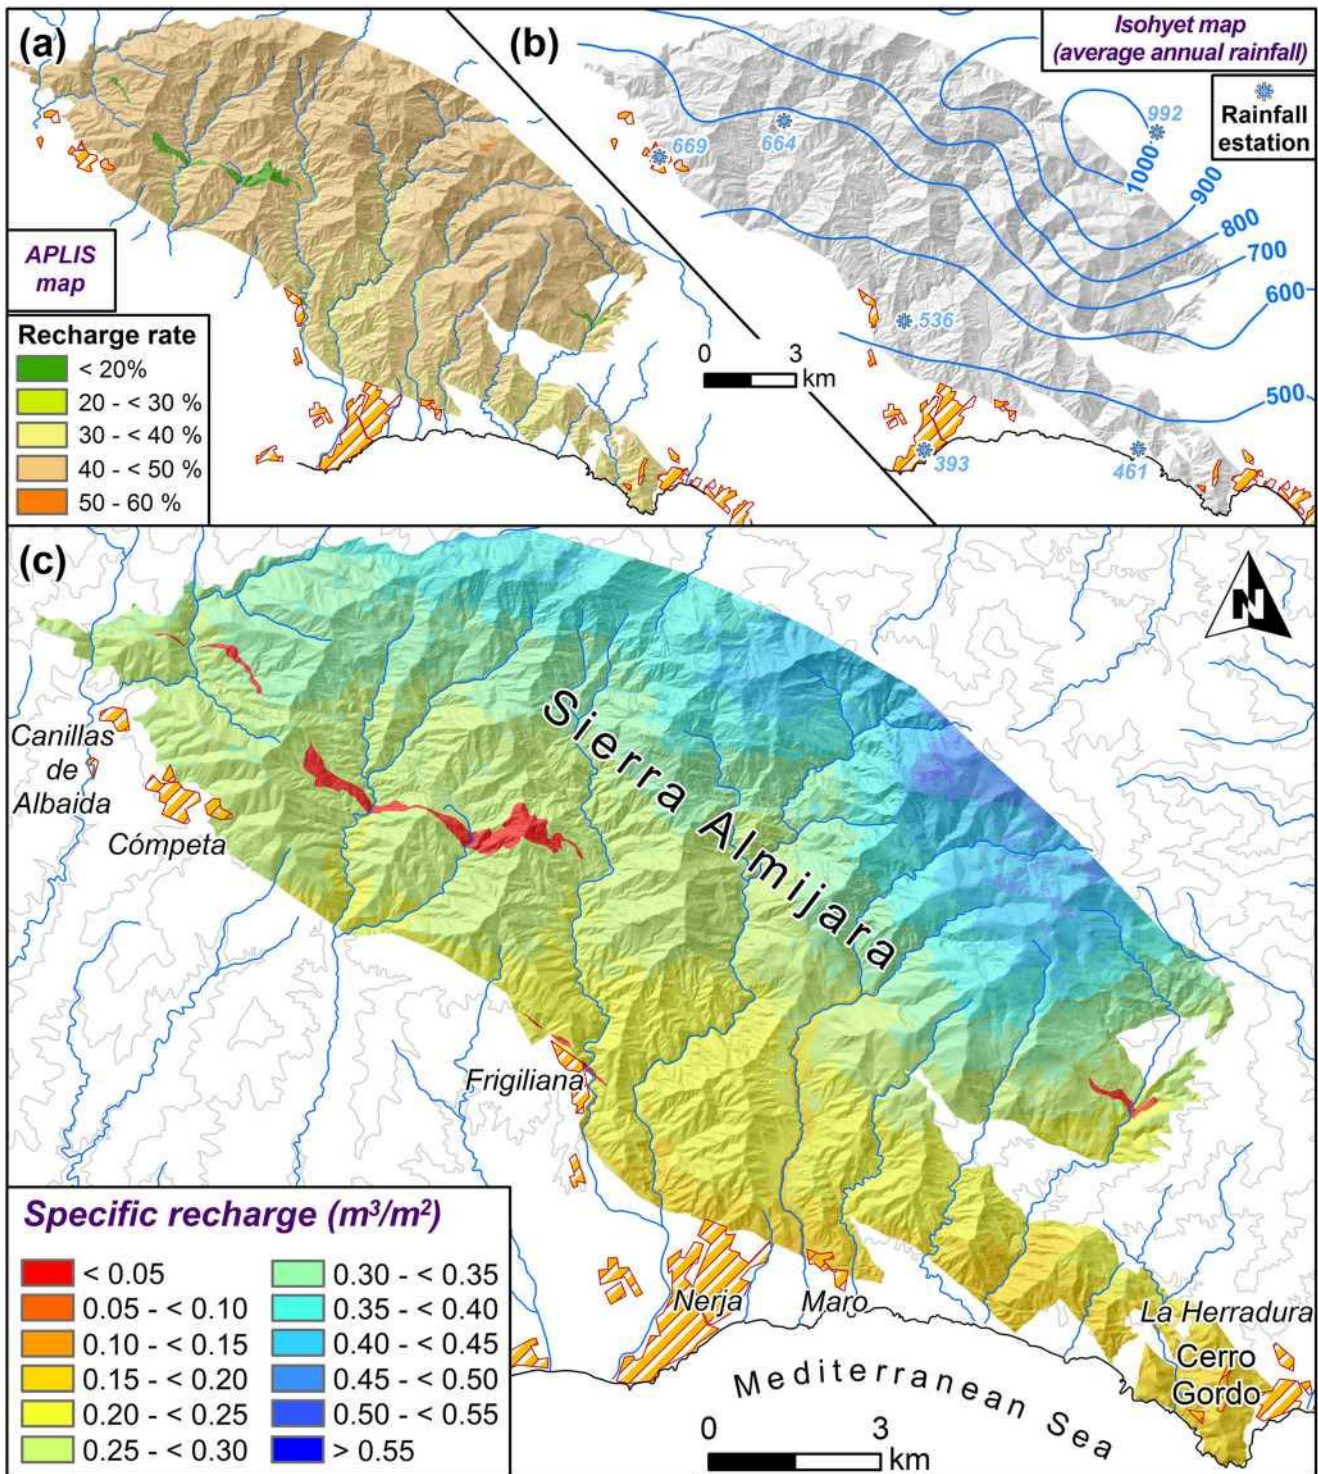 (a)
APLIS
map
Recharge rate
< 20%
20 - < 30 %
30 - < 40 %
40 - < 50 %
50 - 60 %
(b)
Isohyet map
(average annual rainfall)
Rainfall
estation
992
669
664
1000
900
800
700
600
536
500
393
461
0 3
km
(c)
N
Canillas
de
Albaida
Cómpeta
Sierra Almijara
Frigiliana
Nerja
Maro
La Herradura
Cerro
Gordo
Mediterranean Sea
0 3
km
Specific recharge (m³/m²)
< 0.05
0.05 - < 0.10
0.10 - < 0.15
0.15 - < 0.20
0.20 - < 0.25
0.25 - < 0.30
0.30 - < 0.35
0.35 - < 0.40
0.40 - < 0.45
0.45 - < 0.50
0.50 - < 0.55
> 0.55